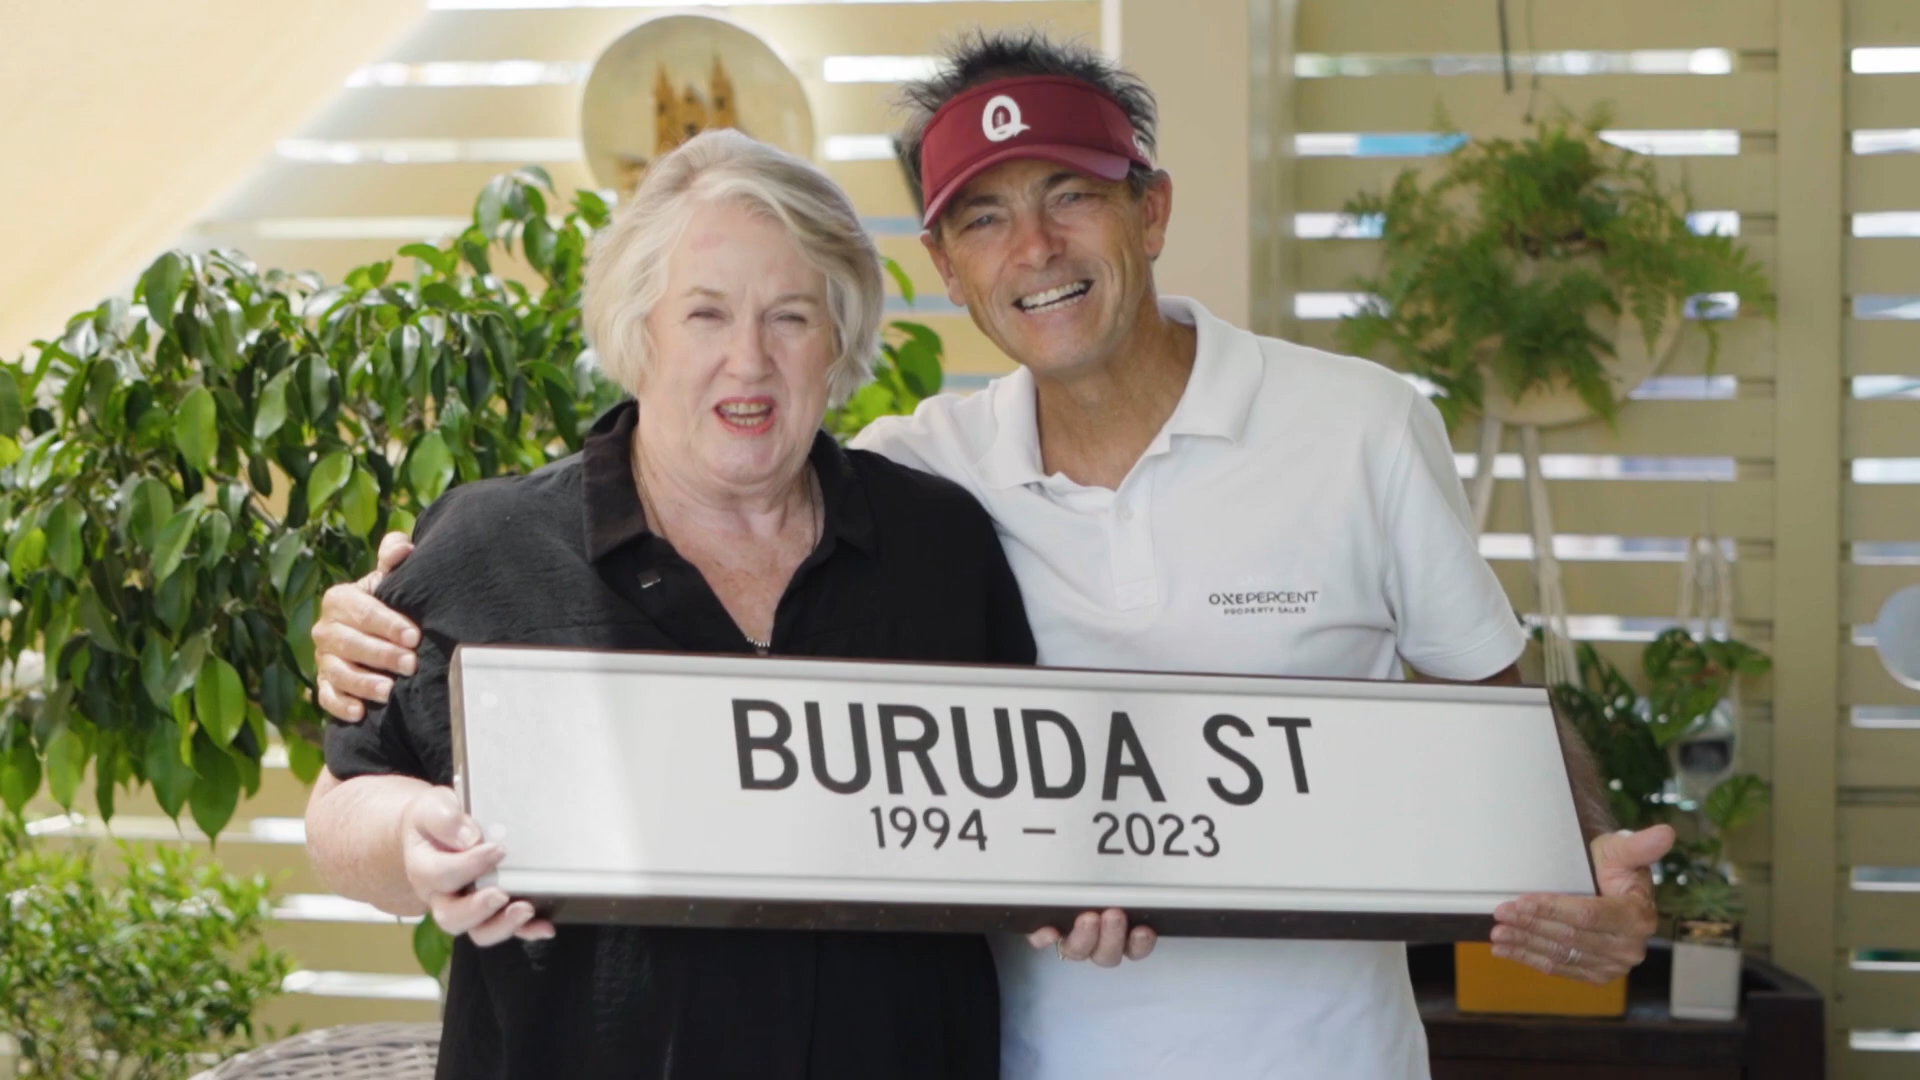 Q
ONEPERCENT
PROPERTY SALES
BURUDA ST
1994 – 2023